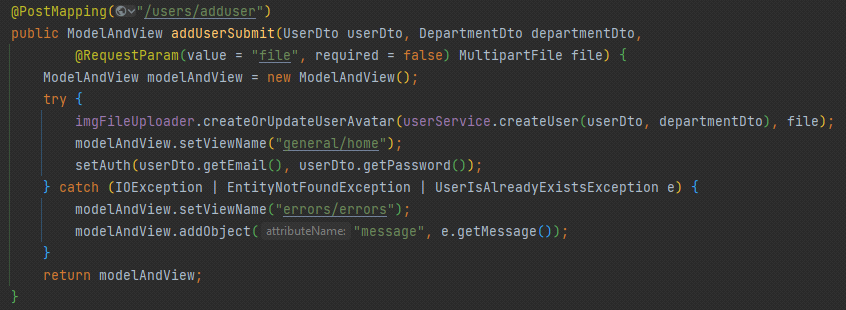 @PostMapping("/users/adduser")
public ModelAndView addUserSubmit(UserDto userDto, DepartmentDto departmentDto,
        @RequestParam(value = "file", required = false) MultipartFile file) {
    ModelAndView modelAndView = new ModelAndView();
    try {
        imgFileUploader.createOrUpdateUserAvatar(userService.createUser(userDto, departmentDto), file);
        modelAndView.setViewName("general/home");
        setAuth(userDto.getEmail(), userDto.getPassword());
    } catch (IOException | EntityNotFoundException | UserIsAlreadyExistsException e) {
        modelAndView.setViewName("errors/errors");
        modelAndView.addObject( attributeName: "message", e.getMessage());
    }
    return modelAndView;
}